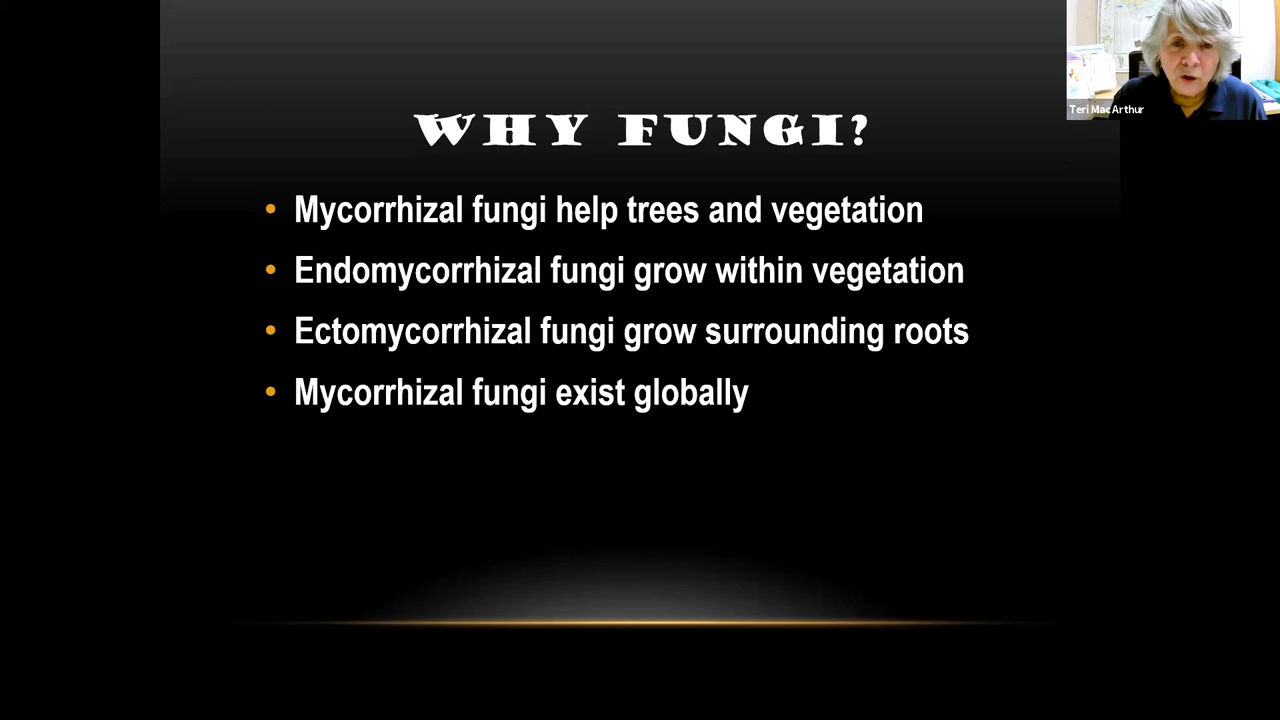 WHY FUNGI?
• Mycorrhizal fungi help trees and vegetation
• Endomycorrhizal fungi grow within vegetation
• Ectomycorrhizal fungi grow surrounding roots
• Mycorrhizal fungi exist globally
Teri MacArthur